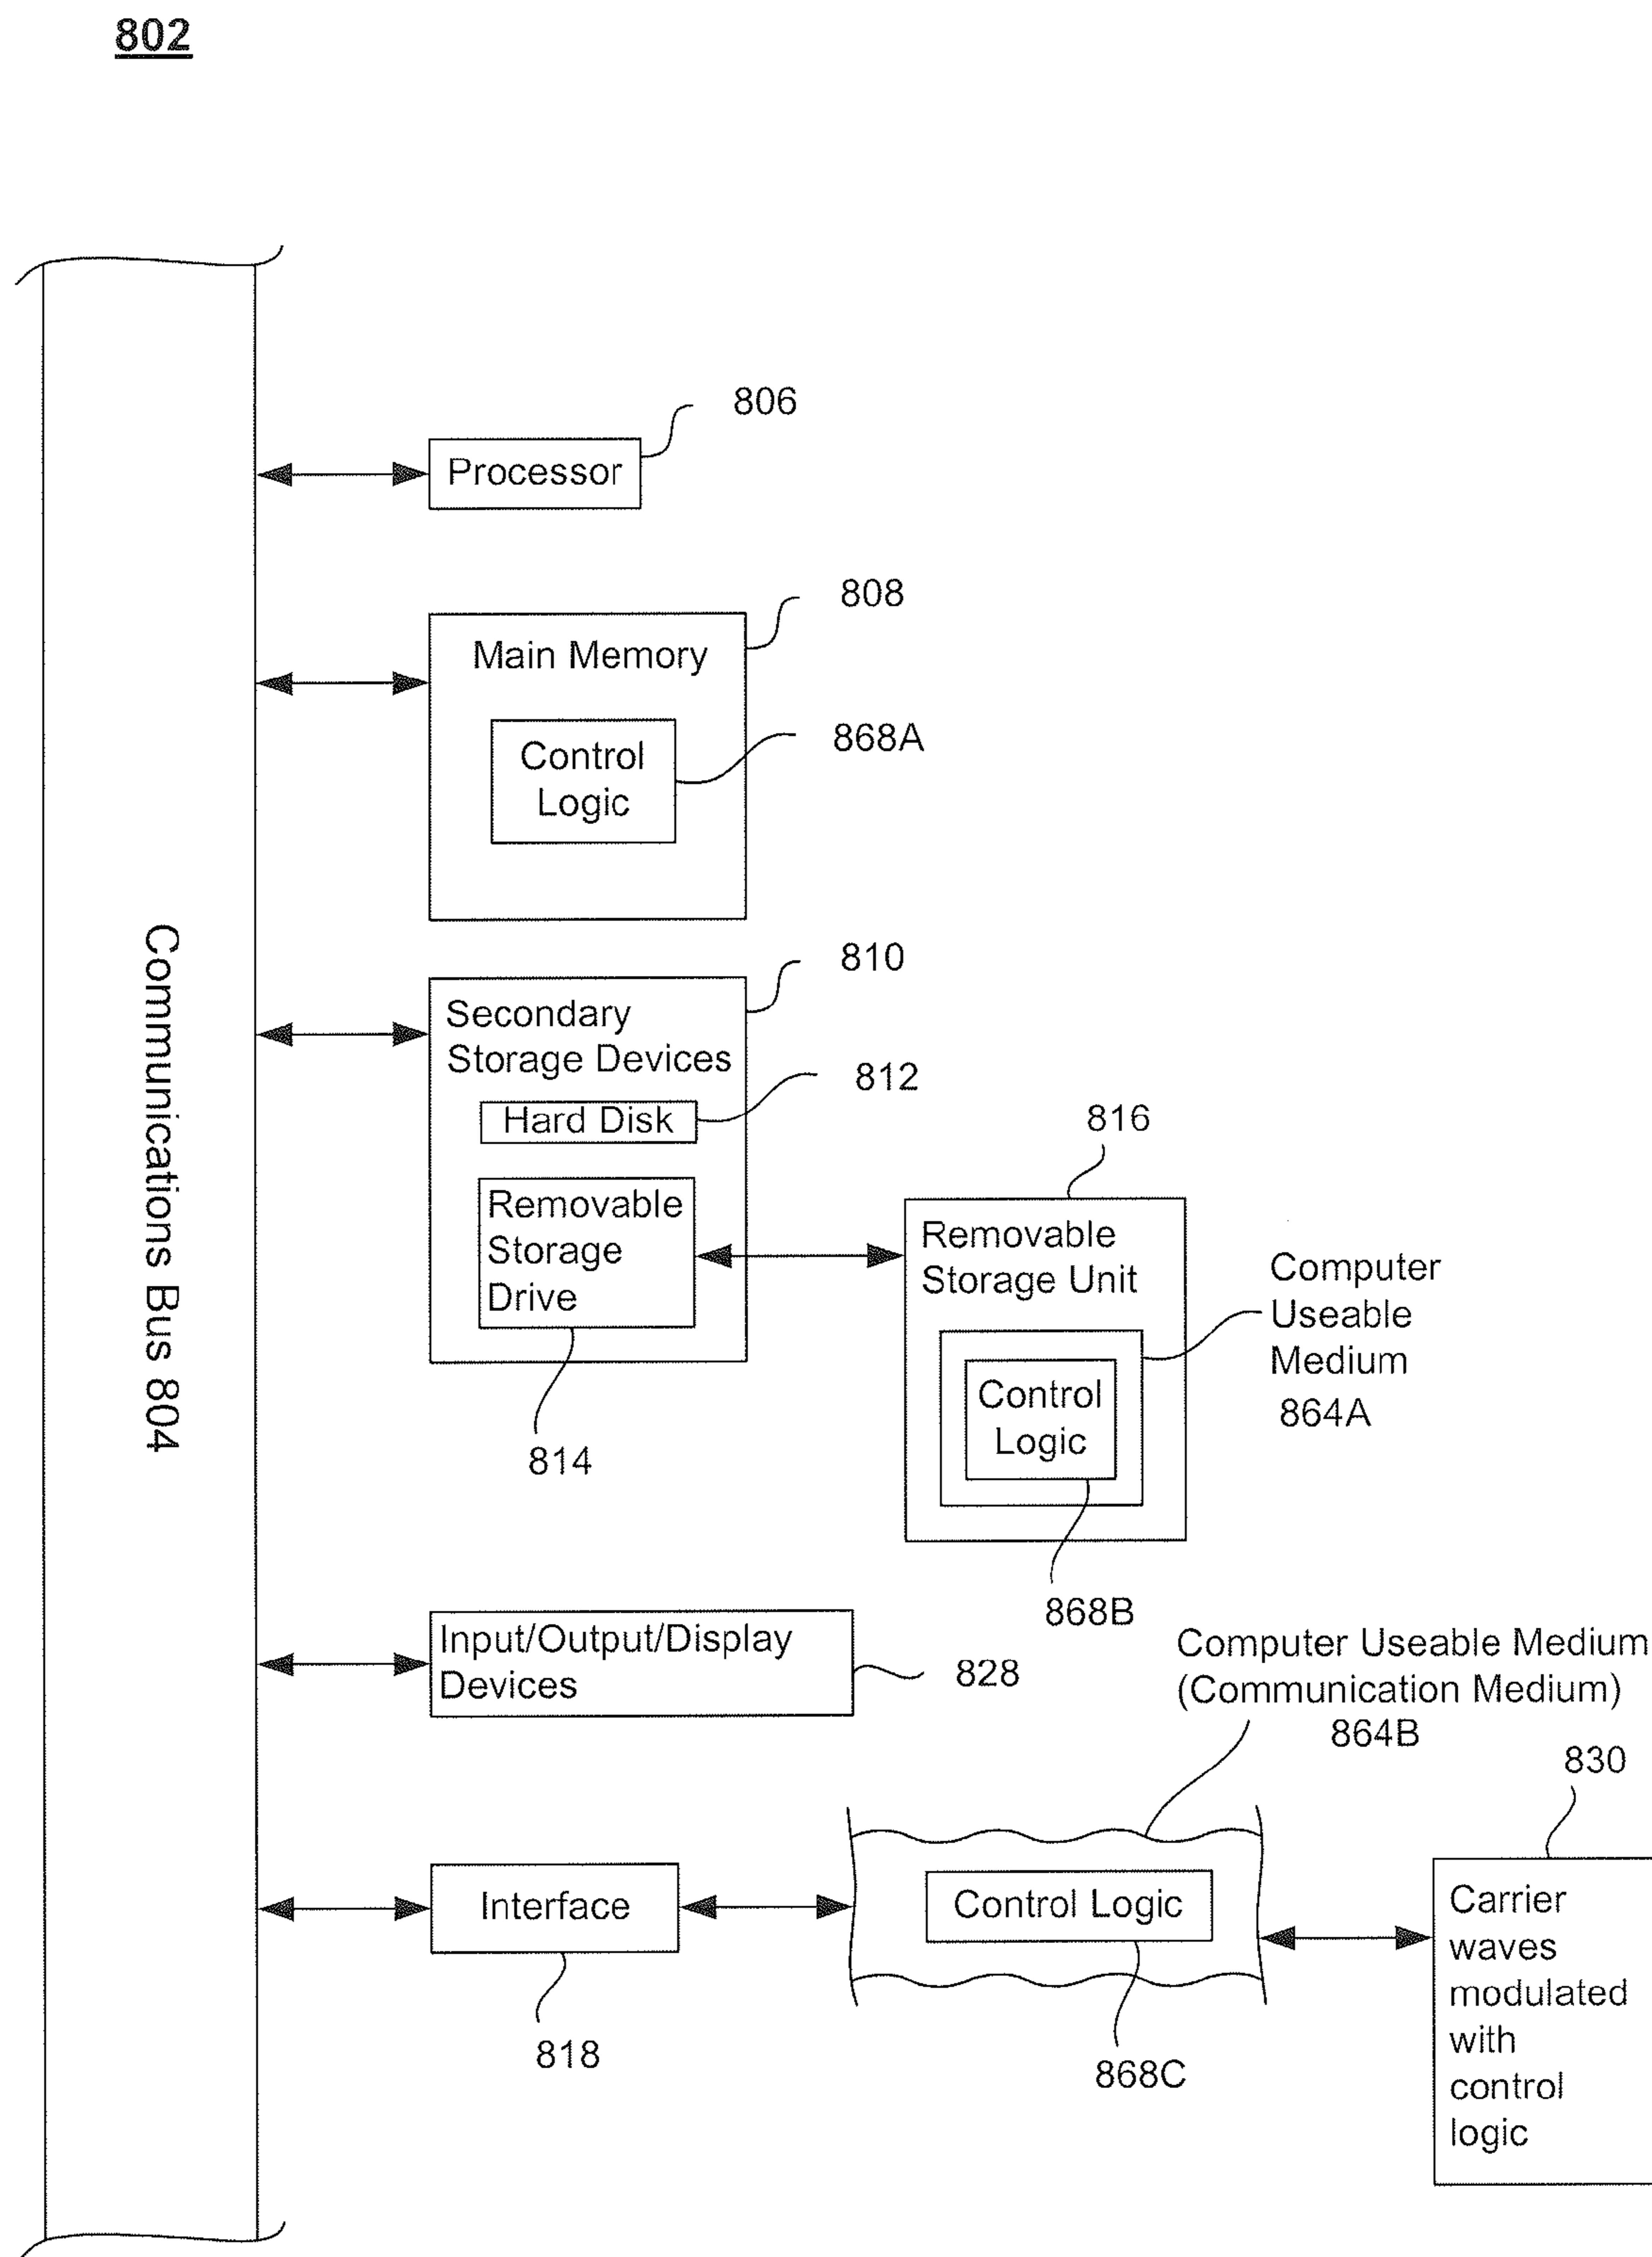 802
Communications Bus 804
806
Processor
808
Main Memory
868A
Control
Logic
810
Secondary
Storage Devices
812
Hard Disk
Removable
Storage
Drive
814
816
Removable
Storage Unit
Computer
Useable
Medium
864A
Control
Logic
868B
Input/Output/Display
Devices
828
Computer Useable Medium
(Communication Medium)
864B
830
Interface
818
Control Logic
868C
Carrier
waves
modulated
with
control
logic